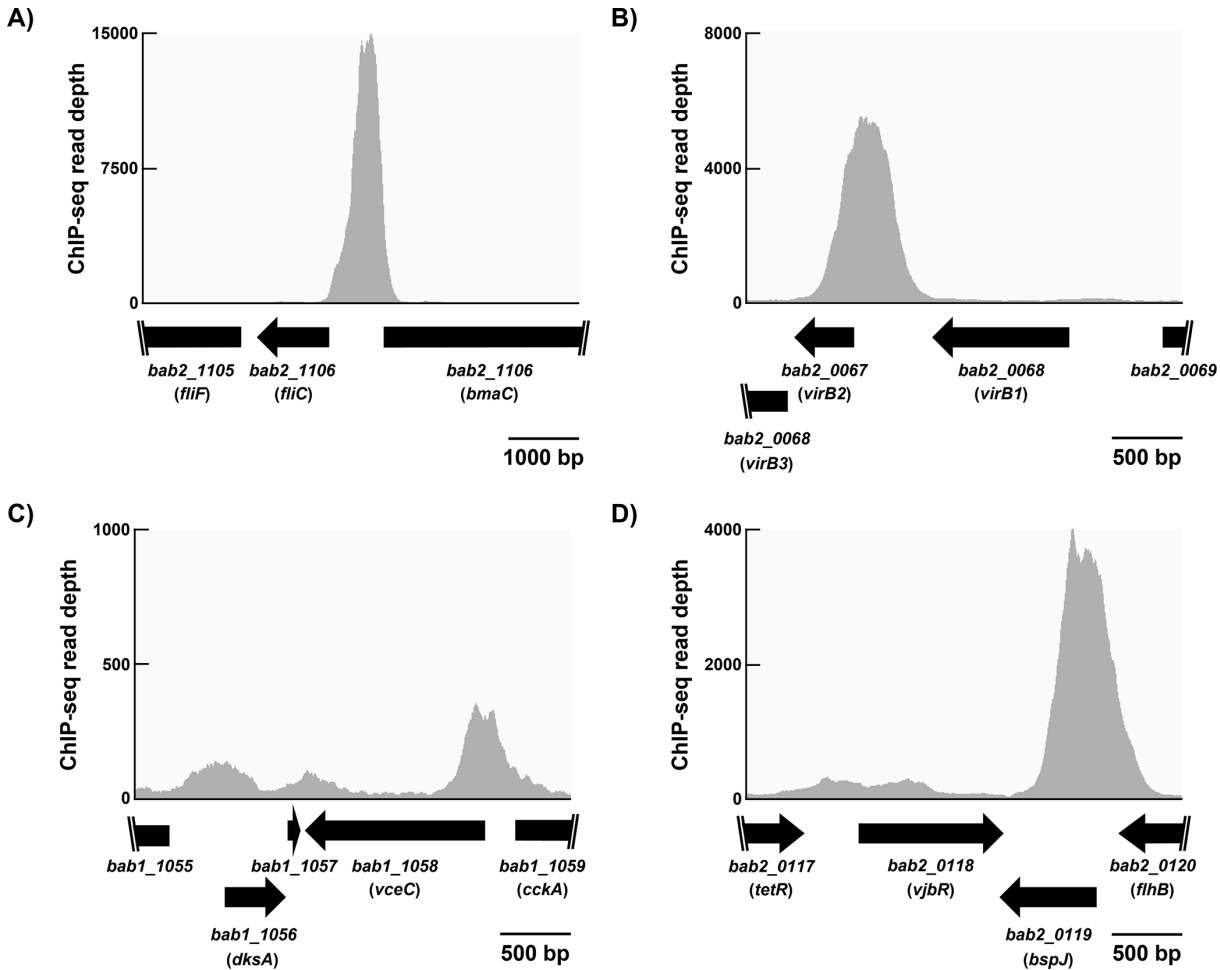 A)
ChIP-seq read depth
15000
7500
0
bab2_1105 bab2_1106 bab2_1106
(fliF) (fliC) (bmaC)
1000 bp
B)
ChIP-seq read depth
8000
4000
0
bab2_0067 bab2_0068 bab2_0069
(virB2) (virB1)
bab2_0068
(virB3)
500 bp
C)
ChIP-seq read depth
1000
500
0
bab1_1055 bab1_1057 bab1_1058 bab1_1059
(vceC) (cckA)
bab1_1056
(dksA)
500 bp
D)
ChIP-seq read depth
4000
2000
0
bab2_0117 bab2_0118 bab2_0120
(tetR) (vjbR) (flhB)
bab2_0119
(bspJ)
500 bp